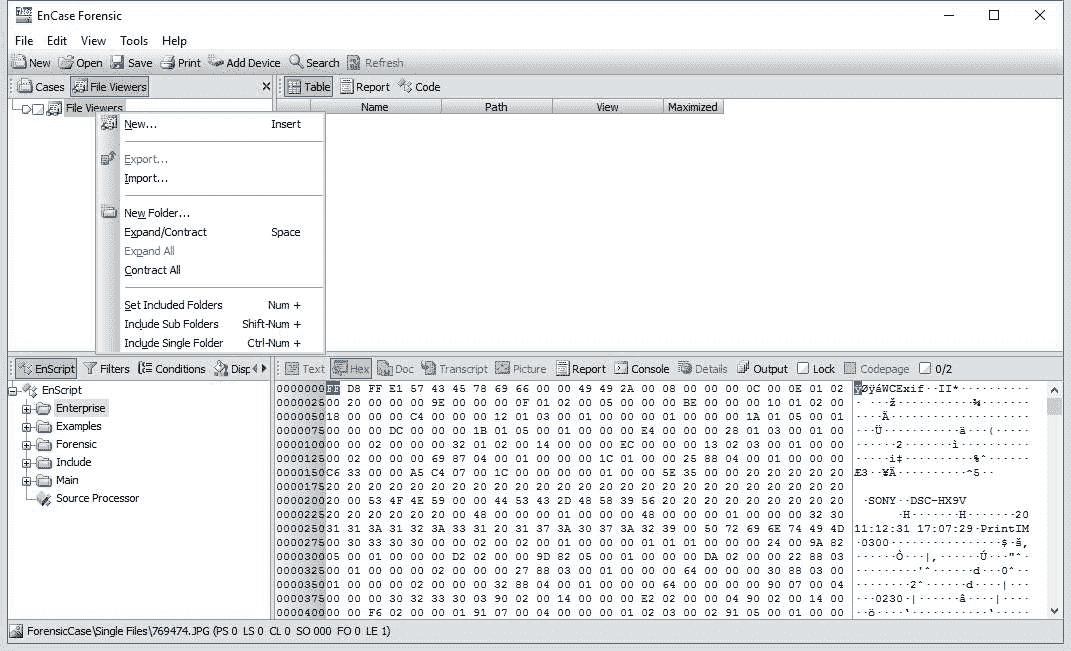 EnCase Forensic
File Edit View Tools Help
New Open Save Print Add Device Search Refresh
Cases File Viewers Table Report Code
File Viewers
Name Path View Maximized
New... Insert
Export...
Import...
New Folder...
Expand/Contract Space
Expand All
Contract All
Set Included Folders Num +
Include Sub Folders Shift-Num +
Include Single Folder Ctrl-Num +
EnScript Filters Conditions Disp
EnScript
Enterprise
Examples
Forensic
Include
Main
Source Processor
Text Hex Doc Transcript Picture Report Console Details Output Lock Codepage 0/2
0000000 FF D8 FF E1 57 43 45 78 69 66 00 00 49 49 2A 00 08 00 00 00 0C 00 0E 01 02 ÿØÿáWCExif··II*·········
0000025 00 20 00 00 00 9E 00 00 00 0F 01 02 00 05 00 00 00 BE 00 00 00 10 01 02 00
0000050 18 00 00 00 C4 00 00 00 12 01 03 00 01 00 00 00 01 00 00 00 1A 01 05 00 01
0000075 00 00 00 DC 00 00 00 1B 01 05 00 01 00 00 00 E4 00 00 00 28 01 03 00 01 00
0000100 00 00 02 00 00 00 32 01 02 00 14 00 00 00 EC 00 00 00 13 02 03 00 01 00 00
0000125 00 02 00 00 00 69 87 04 00 01 00 00 00 1C 01 00 00 25 88 04 00 01 00 00 00
0000150 C6 33 00 00 A5 C4 07 00 1C 00 00 00 00 01 00 00 5E 35 00 00 20 20 20 20 20
0000175 20 20 20 20 20 20 20 20 20 20 20 20 20 20 20 20 20 20 20 20 20 20 20 20 20
0000200 20 00 53 4F 4E 59 00 00 44 53 43 2D 48 58 39 56 20 20 20 20 20 20 20 20 20 ·SONY··DSC-HX9V
0000225 20 20 20 20 20 20 00 48 00 00 00 01 00 00 00 48 00 00 00 01 00 00 00 32 30
0000250 31 31 3A 31 32 3A 33 31 20 31 37 3A 30 37 3A 32 39 00 50 72 69 6E 74 49 4D 11:12:31 17:07:29·PrintIM
0000275 00 30 33 30 30 00 00 02 00 02 00 01 00 00 00 01 01 01 00 00 00 24 00 9A 82
0000300 05 00 01 00 00 00 D2 02 00 00 9D 82 05 00 01 00 00 00 DA 02 00 00 22 88 03
0000325 00 01 00 00 00 02 00 00 00 27 88 03 00 01 00 00 00 64 00 00 00 30 88 03 00
0000350 01 00 00 00 02 00 00 00 32 88 04 00 01 00 00 00 64 00 00 00 00 90 07 00 04
0000375 00 00 00 30 32 33 30 03 90 02 00 14 00 00 00 E2 02 00 00 04 90 02 00 14 00
0000400 00 00 F6 02 00 00 01 91 07 00 04 00 00 00 01 02 03 00 02 91 05 00 01 00 00
ForensicCase\Single Files\769474.JPG (PS 0 LS 0 CL 0 SO 000 FO 0 LE 1)